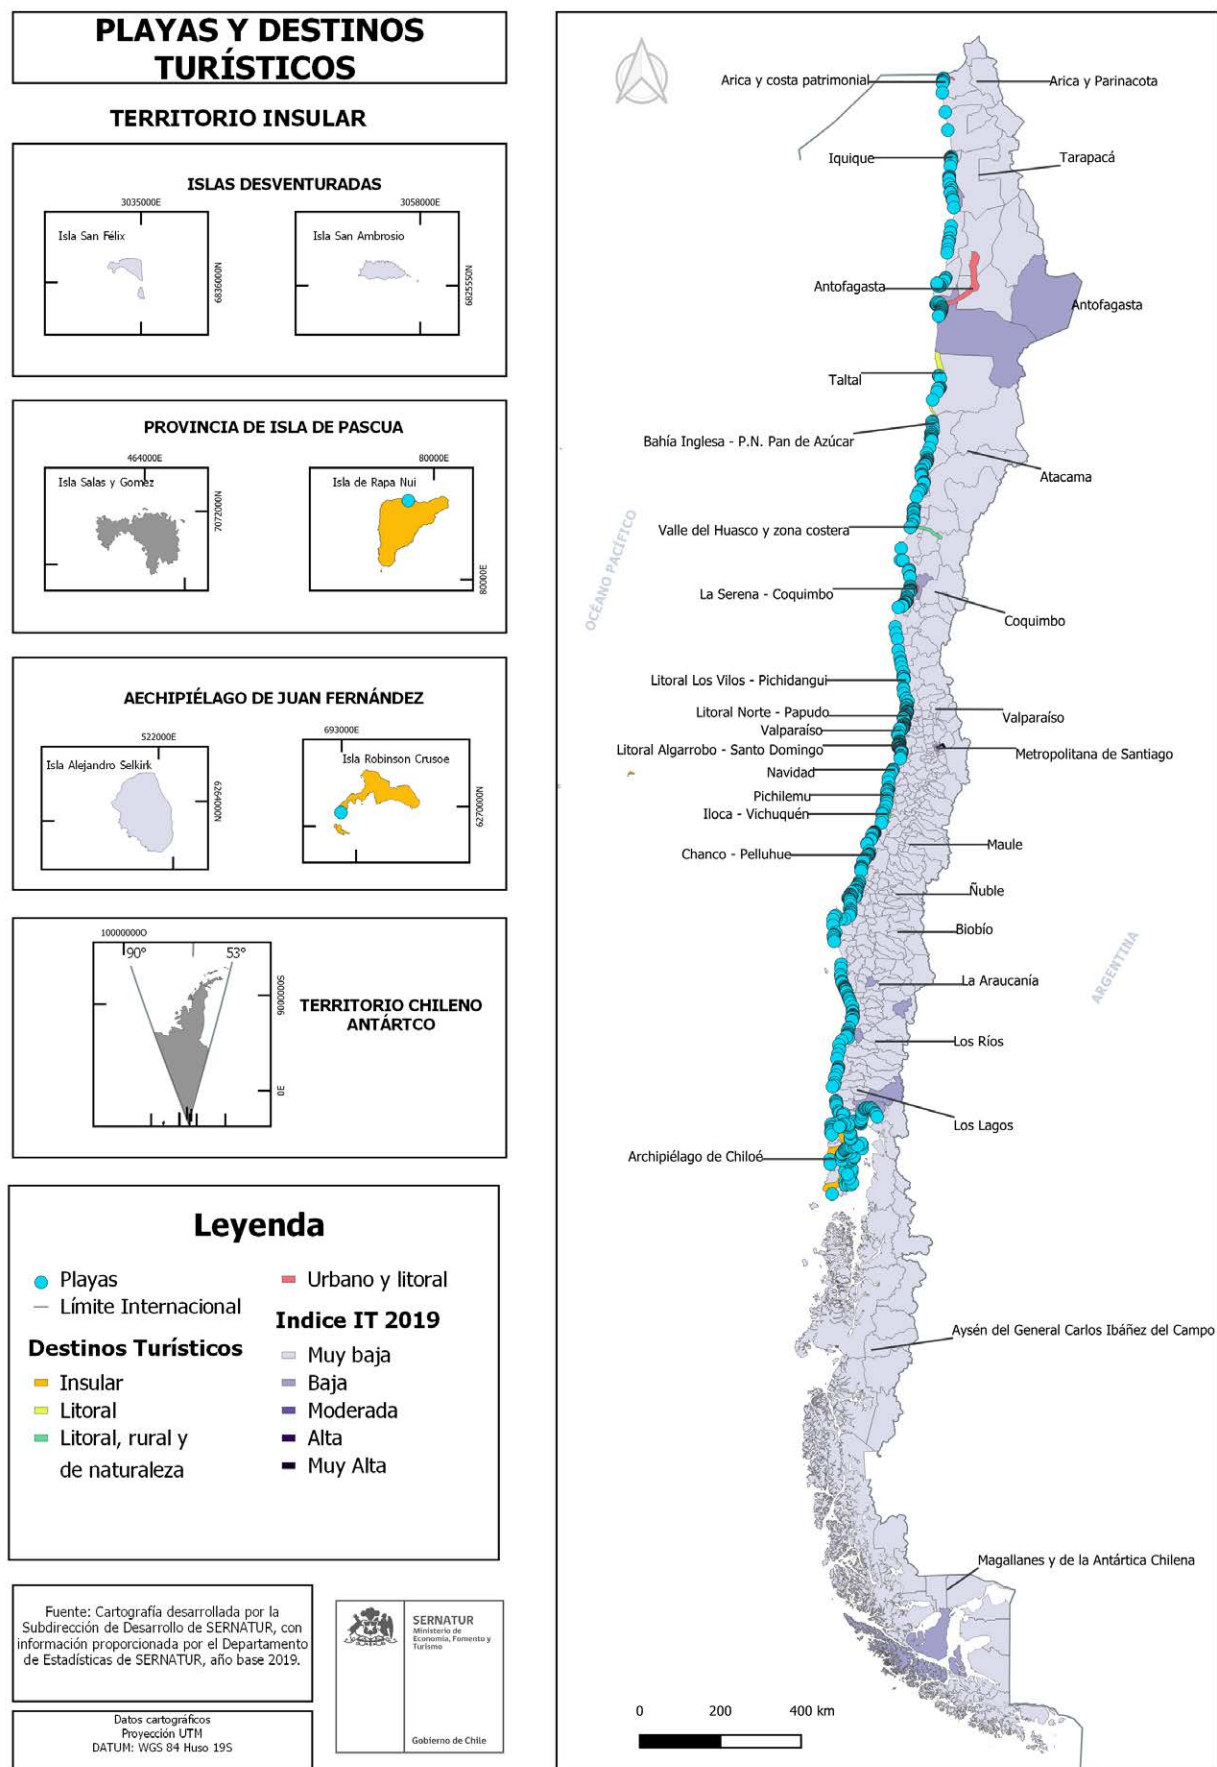 PLAYAS Y DESTINOS
TURÍSTICOS
TERRITORIO INSULAR
ISLAS DESVENTURADAS
3035000E
Isla San Félix
6836000N
3058000E
Isla San Ambrosio
6825550N
PROVINCIA DE ISLA DE PASCUA
464000E
Isla Salas y Gomez
7072000N
80000E
Isla de Rapa Nui
80000E
AECHIPIÉLAGO DE JUAN FERNÁNDEZ
522000E
Isla Alejandro Selkirk
6264000N
693000E
Isla Robinson Crusoe
6270000N
10000000O
90°
53°
5000000S
0E
TERRITORIO CHILENO
ANTÁRTCO
Leyenda
Playas
Límite Internacional
Destinos Turísticos
Insular
Litoral
Litoral, rural y
de naturaleza
Urbano y litoral
Indice IT 2019
Muy baja
Baja
Moderada
Alta
Muy Alta
Fuente: Cartografía desarrollada por la
Subdirección de Desarrollo de SERNATUR, con
información proporcionada por el Departamento
de Estadísticas de SERNATUR, año base 2019.
Datos cartográficos
Proyección UTM
DATUM: WGS 84 Huso 19S
SERNATUR
Ministerio de
Economía, Fomento y
Turismo
Gobierno de Chile
Arica y costa patrimonial
Arica y Parinacota
Iquique
Tarapacá
Antofagasta
Antofagasta
Taltal
Bahía Inglesa - P.N. Pan de Azúcar
Atacama
Valle del Huasco y zona costera
OCÉANO PACÍFICO
La Serena - Coquimbo
Coquimbo
Litoral Los Vilos - Pichidangui
Litoral Norte - Papudo
Valparaíso
Valparaíso
Litoral Algarrobo - Santo Domingo
Metropolitana de Santiago
Navidad
Pichilemu
Iloca - Vichuquén
Maule
Chanco - Pelluhue
Ñuble
Biobío
ARGENTINA
La Araucanía
Los Ríos
Los Lagos
Archipiélago de Chiloé
Aysén del General Carlos Ibáñez del Campo
Magallanes y de la Antártica Chilena
0 200 400 km